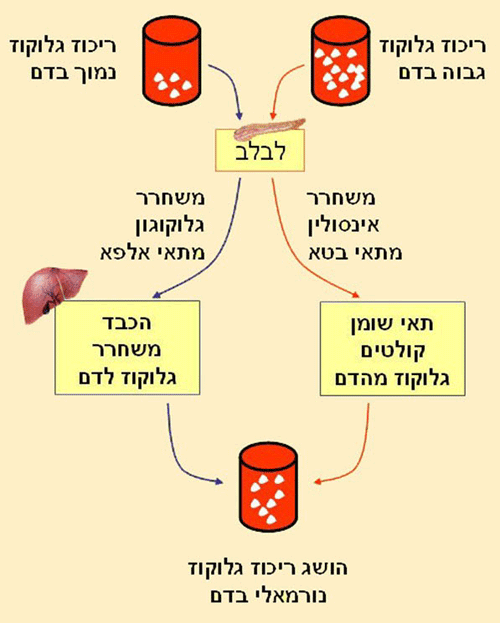 ריכוז גלוקוז
גבוה בדם
ריכוז גלוקוז
נמוך בדם
לבלב
משחרר
אינסולין
מתאי בטא
משחרר
גלוקוגון
מתאי אלפא
תאי שומן
קולטים
גלוקוז מהדם
הכבד
משחרר
גלוקוז לדם
הושג ריכוז גלוקוז
נורמאלי בדם